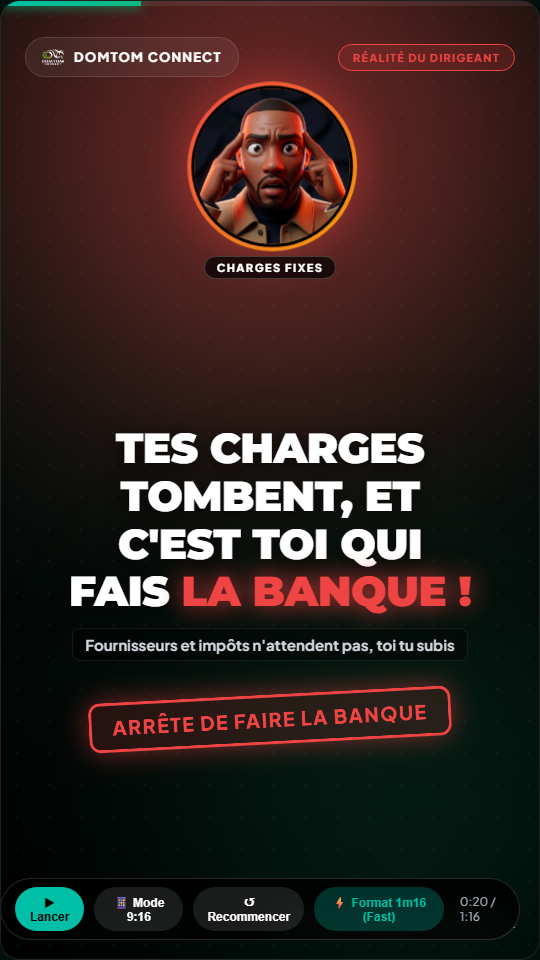 DOMTOM CONNECT
RÉALITÉ DU DIRIGEANT
CHARGES FIXES
TES CHARGES
TOMBENT, ET
C'EST TOI QUI
FAIS LA BANQUE !
Fournisseurs et impôts n'attendent pas, toi tu subis
ARRÊTE DE FAIRE LA BANQUE
▶
Lancer
Mode
9:16
↺
Recommencer
⚡ Format 1m16
(Fast)
0:20 /
1:16